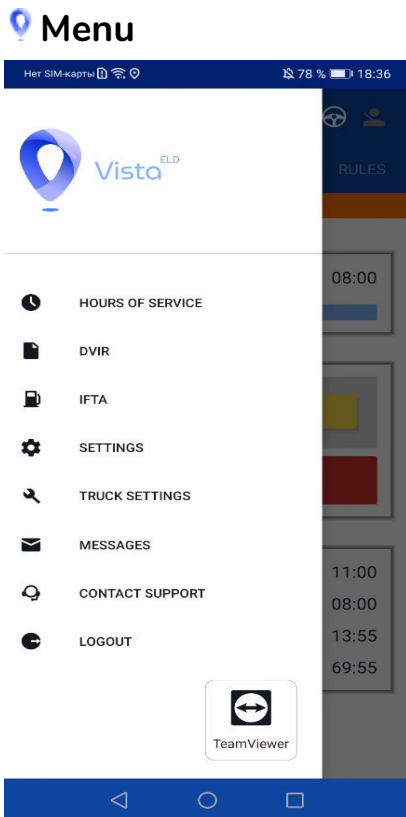 Menu
Нет SIM-карты 78 % 18:36
Vista ELD
RULES
08:00
HOURS OF SERVICE
DVIR
IFTA
SETTINGS
TRUCK SETTINGS
MESSAGES
CONTACT SUPPORT
LOGOUT
11:00
08:00
13:55
69:55
TeamViewer